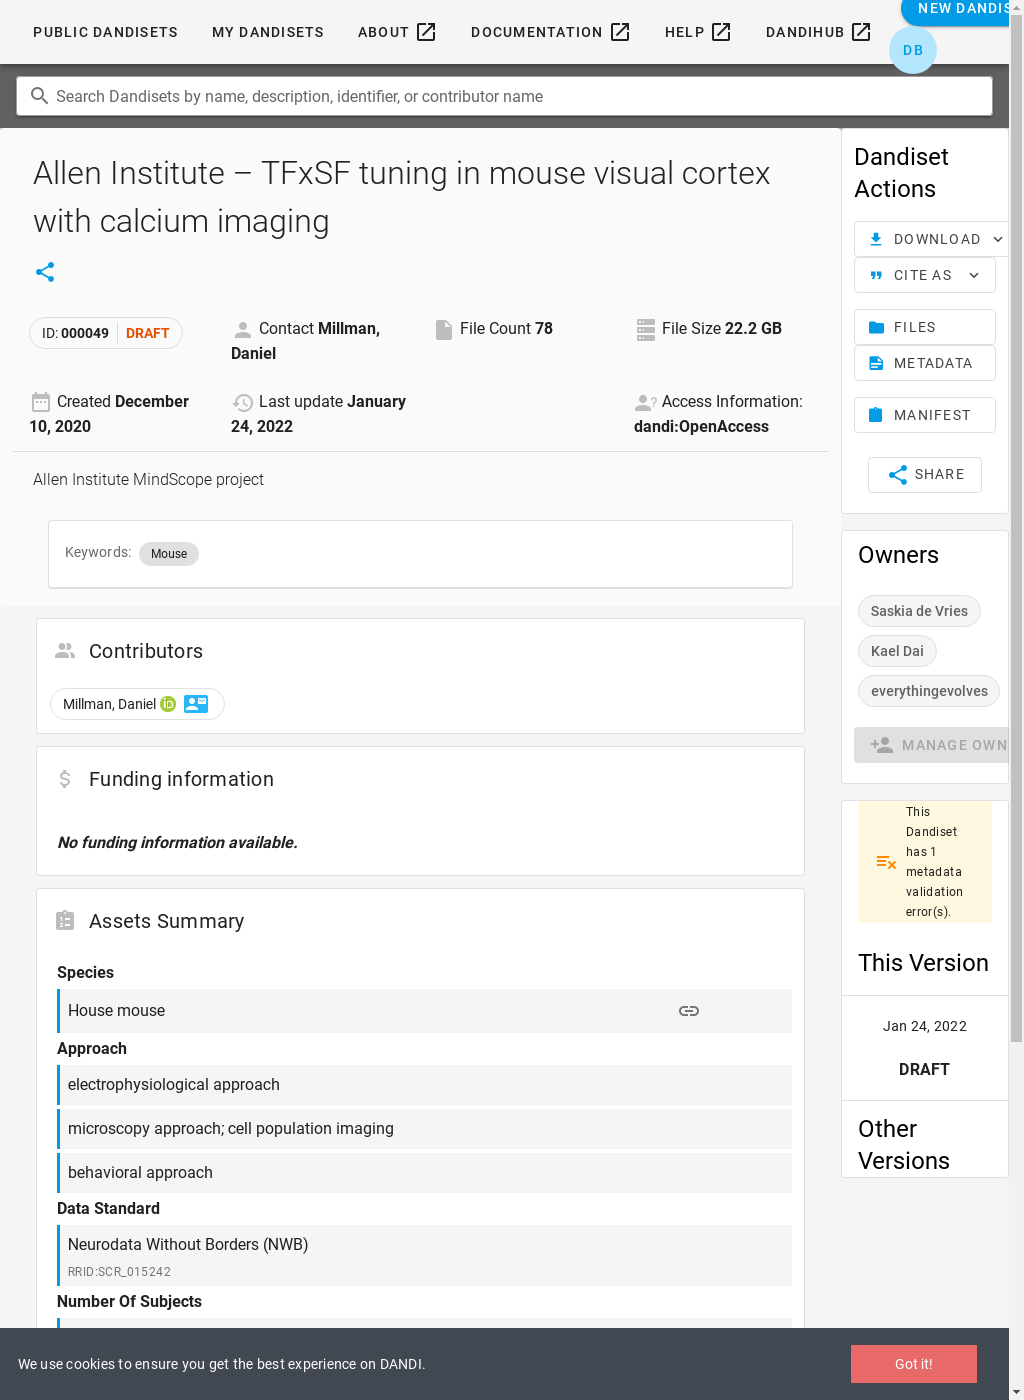 PUBLIC DANDISETS
MY DANDISETS
ABOUT
DOCUMENTATION
HELP
DANDIHUB
NEW DANDIS
DB
Search Dandisets by name, description, identifier, or contributor name
Allen Institute – TFxSF tuning in mouse visual cortex
with calcium imaging
ID: 000049
DRAFT
Contact Millman,
Daniel
File Count 78
File Size 22.2 GB
Created December
10, 2020
Last update January
24, 2022
Access Information:
dandi:OpenAccess
Allen Institute MindScope project
Keywords:
Mouse
Contributors
Millman, Daniel
iD
Funding information
No funding information available.
Assets Summary
Species
House mouse
Approach
electrophysiological approach
microscopy approach; cell population imaging
behavioral approach
Data Standard
Neurodata Without Borders (NWB)
RRID:SCR_015242
Number Of Subjects
Dandiset
Actions
DOWNLOAD
CITE AS
FILES
METADATA
MANIFEST
SHARE
Owners
Saskia de Vries
Kael Dai
everythingevolves
MANAGE OWN
This
Dandiset
has 1
metadata
validation
error(s).
This Version
Jan 24, 2022
DRAFT
Other
Versions
We use cookies to ensure you get the best experience on DANDI.
Got it!